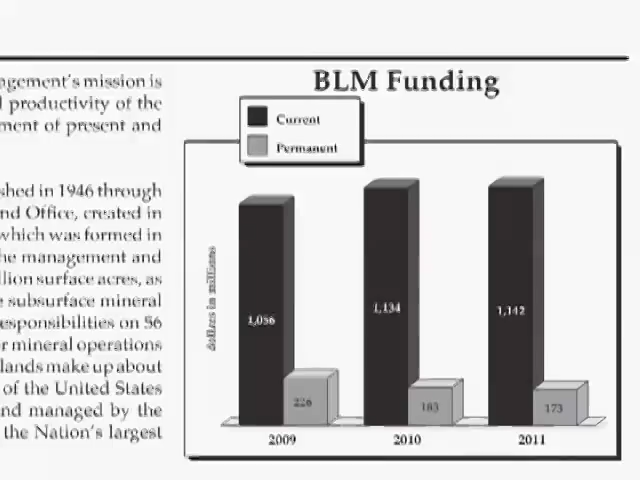 agement's mission is
l productivity of the
ment of present and
shed in 1946 through
nd Office, created in
which was formed in
he management and
llion surface acres, as
e subsurface mineral
esponsibilities on 56
r mineral operations
lands make up about
of the United States
nd managed by the
the Nation's largest
BLM Funding
Current
Permanent
dollars in millions
1,056
226
1,134
183
1,142
173
2009
2010
2011